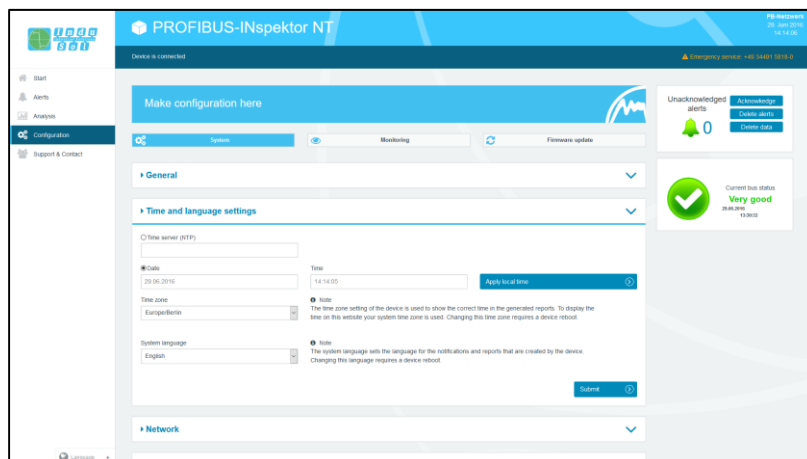 indu
Sol
PROFIBUS-INspektor NT
PB-Netzwerk
29. Juni 2016
14:14:06
Device is connected
Emergency service: +49 34491 5818-0
Start
Alerts
Analysis
Configuration
Support & Contact
Make configuration here
System
Monitoring
Firmware update
General
Time and language settings
Time server (NTP)
Date
Time
29.06.2016
14:14:05
Apply local time
Time zone
Europe/Berlin
Note
The time zone setting of the device is used to show the correct time in the generated reports. To display the
time on this website your system time zone is used. Changing this time zone requires a device reboot.
System language
English
Note
The system language sets the language for the notifications and reports that are created by the device.
Changing this language requires a device reboot.
Submit
Network
Unacknowledged
alerts
0
Acknowledge
Delete alerts
Delete data
Current bus status
Very good
29.06.2016
Language